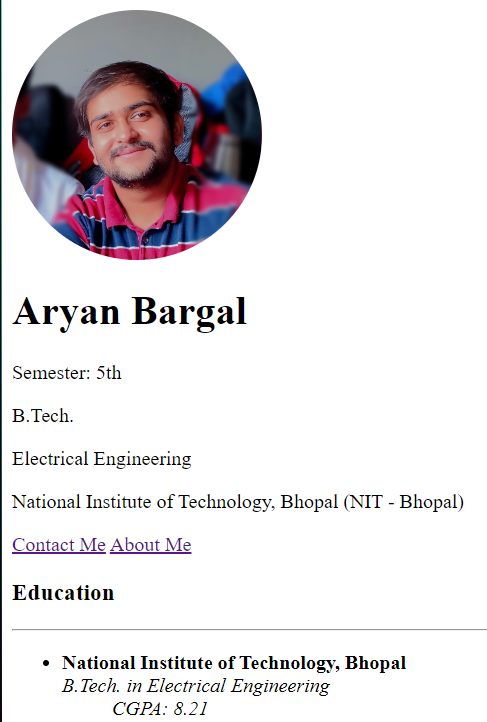 Aryan Bargal
Semester: 5th
B.Tech.
Electrical Engineering
National Institute of Technology, Bhopal (NIT - Bhopal)
Contact Me About Me
Education
National Institute of Technology, Bhopal
B.Tech. in Electrical Engineering
CGPA: 8.21